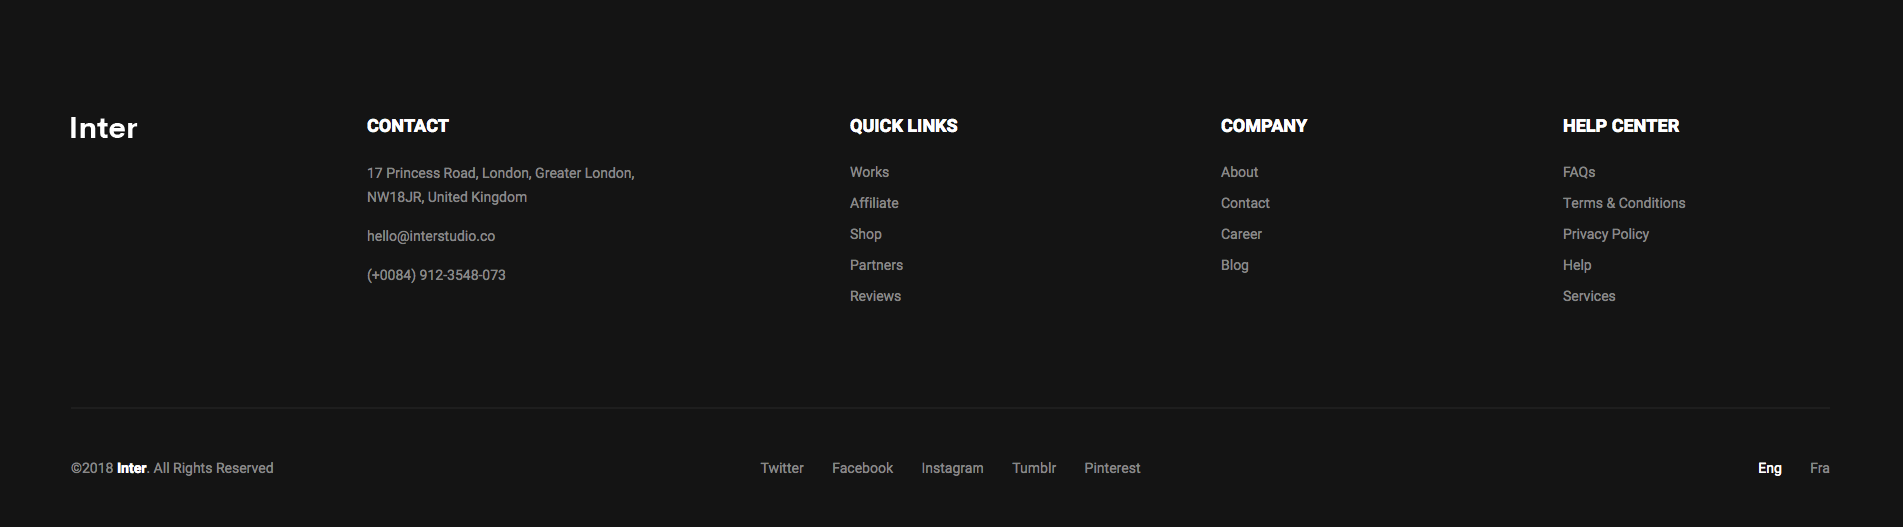 Inter
CONTACT
17 Princess Road, London, Greater London,
NW18JR, United Kingdom
hello@interstudio.co
(+0084) 912-3548-073
QUICK LINKS
Works
Affiliate
Shop
Partners
Reviews
COMPANY
About
Contact
Career
Blog
HELP CENTER
FAQs
Terms & Conditions
Privacy Policy
Help
Services
©2018 Inter. All Rights Reserved
Twitter Facebook Instagram Tumblr Pinterest
Eng Fra